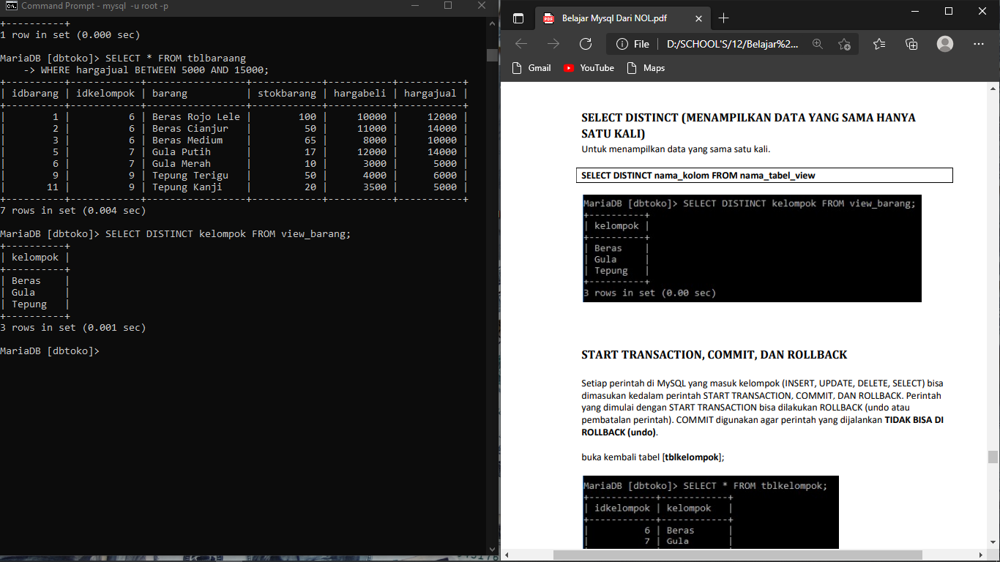 Command Prompt - mysql -u root -p
+----------+
1 row in set (0.000 sec)
MariaDB [dbtoko]> SELECT * FROM tblbaraang
    -> WHERE hargajual BETWEEN 5000 AND 15000;
+----------+------------+-----------------+------------+-----------+-----------+
| idbarang | idkelompok | barang          | stokbarang | hargabeli | hargajual |
+----------+------------+-----------------+------------+-----------+-----------+
|        1 |          6 | Beras Rojo Lele |        100 |     10000 |     12000 |
|        2 |          6 | Beras Cianjur   |         50 |     11000 |     14000 |
|        3 |          6 | Beras Medium    |         65 |      8000 |     10000 |
|        5 |          7 | Gula Putih      |         17 |     12000 |     14000 |
|        6 |          7 | Gula Merah      |         10 |      3000 |      5000 |
|        9 |          9 | Tepung Terigu   |         50 |      4000 |      6000 |
|       11 |          9 | Tepung Kanji    |         20 |      3500 |      5000 |
+----------+------------+-----------------+------------+-----------+-----------+
7 rows in set (0.004 sec)
MariaDB [dbtoko]> SELECT DISTINCT kelompok FROM view_barang;
+----------+
| kelompok |
+----------+
| Beras    |
| Gula     |
| Tepung   |
+----------+
3 rows in set (0.001 sec)
MariaDB [dbtoko]>
Belajar Mysql Dari NOL.pdf
File | D:/SCHOOL'S/12/Belajar%2...
Gmail YouTube Maps
SELECT DISTINCT (MENAMPILKAN DATA YANG SAMA HANYA
SATU KALI)
Untuk menampilkan data yang sama satu kali.
SELECT DISTINCT nama_kolom FROM nama_tabel_view
MariaDB [dbtoko]> SELECT DISTINCT kelompok FROM view_barang;
+----------+
| kelompok |
+----------+
| Beras    |
| Gula     |
| Tepung   |
+----------+
3 rows in set (0.00 sec)
START TRANSACTION, COMMIT, DAN ROLLBACK
Setiap perintah di MySQL yang masuk kelompok (INSERT, UPDATE, DELETE, SELECT) bisa
dimasukan kedalam perintah START TRANSACTION, COMMIT, DAN ROLLBACK. Perintah
yang dimulai dengan START TRANSACTION bisa dilakukan ROLLBACK (undo atau
pembatalan perintah). COMMIT digunakan agar perintah yang dijalankan TIDAK BISA DI
ROLLBACK (undo).
buka kembali tabel [tblkelompok];
MariaDB [dbtoko]> SELECT * FROM tblkelompok;
+------------+------------+
| idkelompok | kelompok   |
+------------+------------+
|          6 | Beras
|          7 | Gula